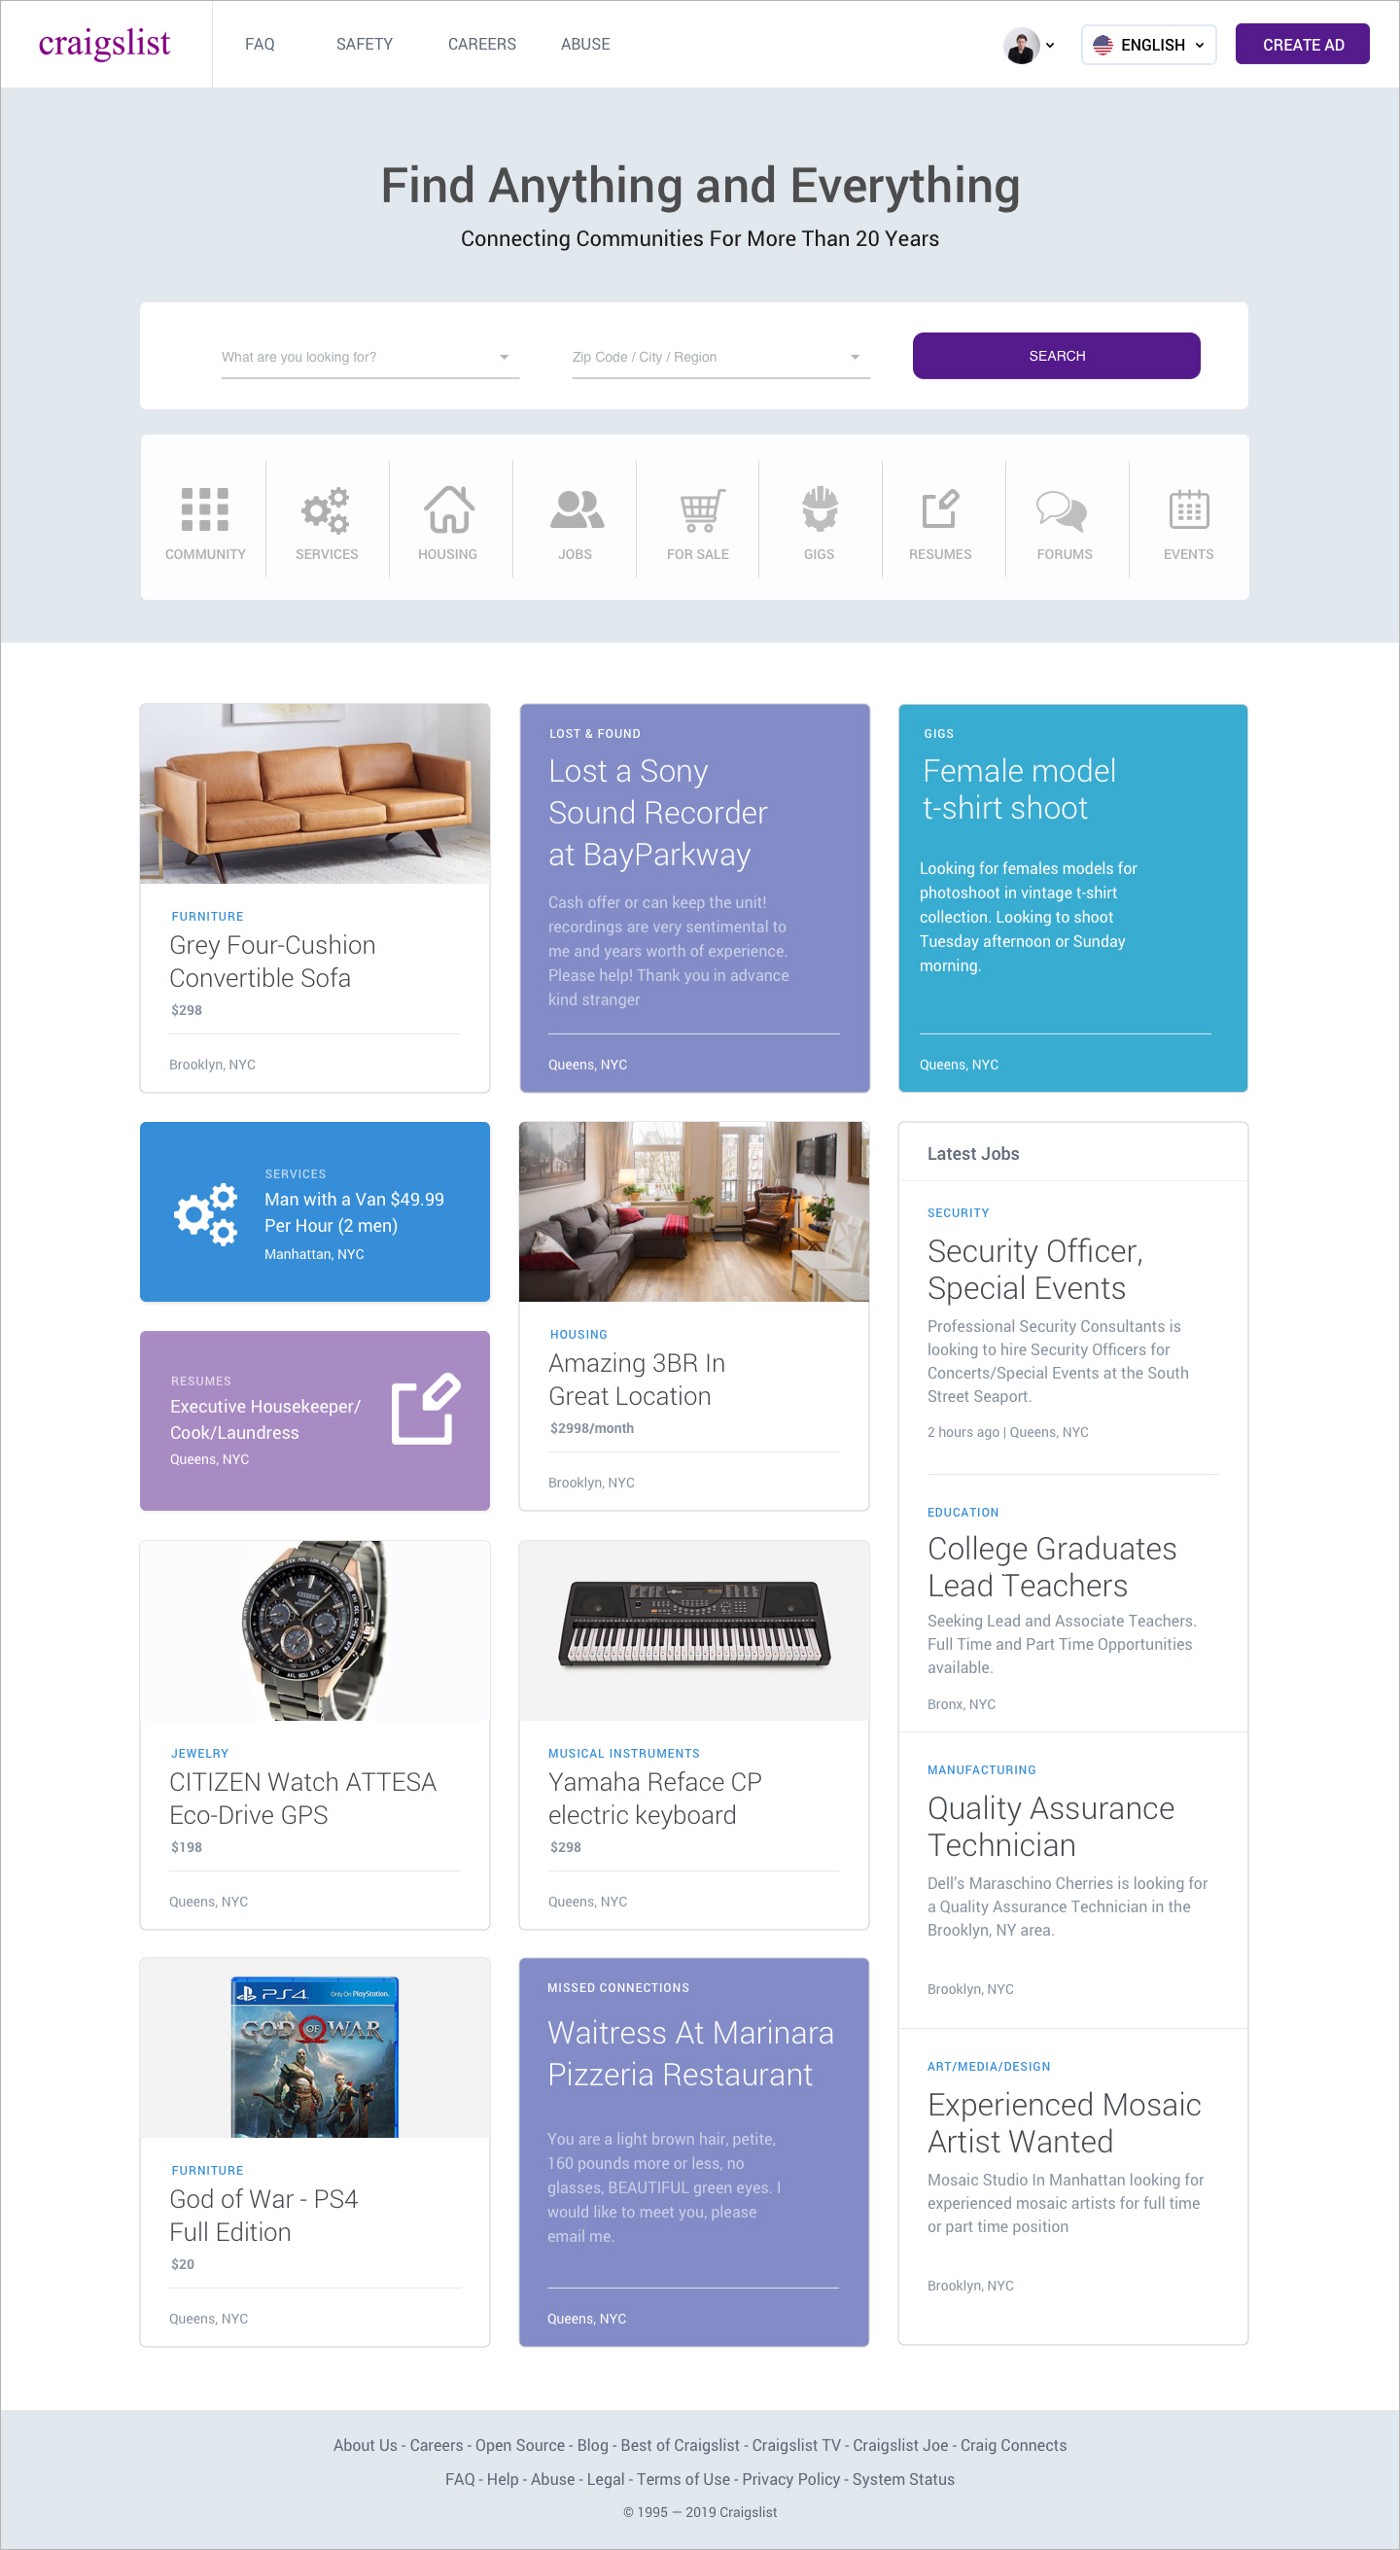 craigslist
FAQ
SAFETY
CAREERS
ABUSE
ENGLISH
CREATE AD
Find Anything and Everything
Connecting Communities For More Than 20 Years
What are you looking for?
Zip Code / City / Region
SEARCH
COMMUNITY
SERVICES
HOUSING
JOBS
FOR SALE
GIGS
RESUMES
FORUMS
EVENTS
FURNITURE
Grey Four-Cushion
Convertible Sofa
$298
Brooklyn, NYC
LOST & FOUND
Lost a Sony
Sound Recorder
at BayParkway
Cash offer or can keep the unit!
recordings are very sentimental to
me and years worth of experience.
Please help! Thank you in advance
kind stranger
Queens, NYC
GIGS
Female model
t-shirt shoot
Looking for females models for
photoshoot in vintage t-shirt
collection. Looking to shoot
Tuesday afternoon or Sunday
morning.
Queens, NYC
SERVICES
Man with a Van $49.99
Per Hour (2 men)
Manhattan, NYC
RESUMES
Executive Housekeeper/
Cook/Laundress
Queens, NYC
HOUSING
Amazing 3BR In
Great Location
$2998/month
Brooklyn, NYC
Latest Jobs
SECURITY
Security Officer,
Special Events
Professional Security Consultants is
looking to hire Security Officers for
Concerts/Special Events at the South
Street Seaport.
2 hours ago | Queens, NYC
EDUCATION
College Graduates
Lead Teachers
Seeking Lead and Associate Teachers.
Full Time and Part Time Opportunities
available.
Bronx, NYC
MANUFACTURING
Quality Assurance
Technician
Dell's Maraschino Cherries is looking for
a Quality Assurance Technician in the
Brooklyn, NY area.
Brooklyn, NYC
ART/MEDIA/DESIGN
Experienced Mosaic
Artist Wanted
Mosaic Studio In Manhattan looking for
experienced mosaic artists for full time
or part time position
Brooklyn, NYC
CITIZEN
JEWELRY
CITIZEN Watch ATTESA
Eco-Drive GPS
$198
Queens, NYC
MUSICAL INSTRUMENTS
Yamaha Reface CP
electric keyboard
$298
Queens, NYC
PS4
Only On PlayStation.
GOD OF WAR
FURNITURE
God of War - PS4
Full Edition
$20
Queens, NYC
MISSED CONNECTIONS
Waitress At Marinara
Pizzeria Restaurant
You are a light brown hair, petite,
160 pounds more or less, no
glasses, BEAUTIFUL green eyes. I
would like to meet you, please
email me.
Queens, NYC
About Us - Careers - Open Source - Blog - Best of Craigslist - Craigslist TV - Craigslist Joe - Craig Connects
FAQ - Help - Abuse - Legal - Terms of Use - Privacy Policy - System Status
© 1995 — 2019 Craigslist